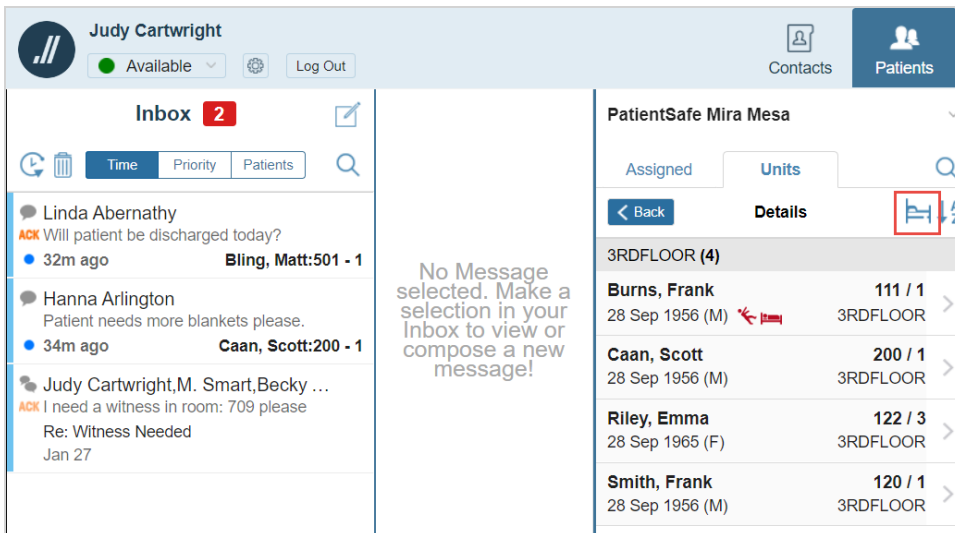 Judy Cartwright
Available
Log Out
Contacts
Patients
Inbox 2
Time Priority Patients
Linda Abernathy
ACK Will patient be discharged today?
32m ago Bling, Matt:501 - 1
Hanna Arlington
Patient needs more blankets please.
34m ago Caan, Scott:200 - 1
Judy Cartwright,M. Smart,Becky ...
ACK I need a witness in room: 709 please
Re: Witness Needed
Jan 27
No Message
selected. Make a
selection in your
Inbox to view or
compose a new
message!
PatientSafe Mira Mesa
Assigned Units
Back Details
3RDFLOOR (4)
Burns, Frank 111 / 1
28 Sep 1956 (M) 3RDFLOOR
Caan, Scott 200 / 1
28 Sep 1956 (M) 3RDFLOOR
Riley, Emma 122 / 3
28 Sep 1965 (F) 3RDFLOOR
Smith, Frank 120 / 1
28 Sep 1956 (M) 3RDFLOOR